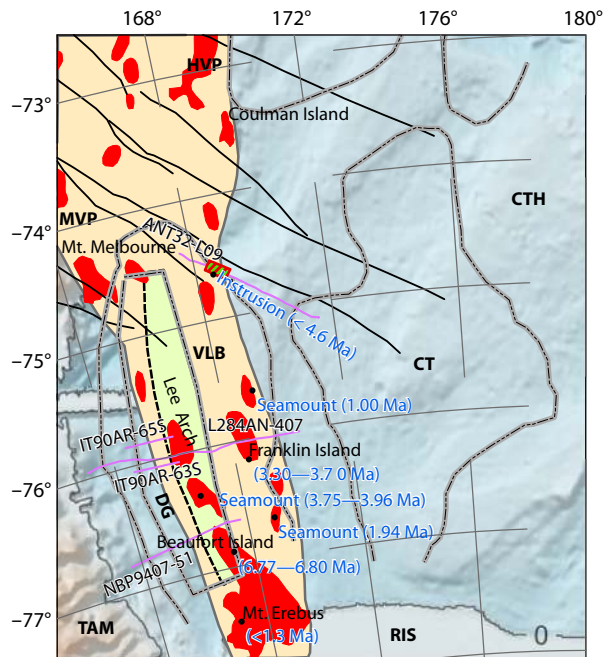 168° 172° 176° 180°
HVP
−73°
Coulman Island
CTH
MVP
−74°
ANT32-L09
Mt. Melbourne
Instrusion (< 4.6 Ma)
−75°
VLB
CT
Lee Arch
Seamount (1.00 Ma)
IT90AR-65S
L284AN-407
Franklin Island
(3.30—3.7 0 Ma)
IT90AR-63S
−76°
Seamount (3.75—3.96 Ma)
DG
Seamount (1.94 Ma)
Beaufort Island
(6.77—6.80 Ma)
NBP9407-51
Mt. Erebus
−77°
(<1.3 Ma)
TAM
RIS
0